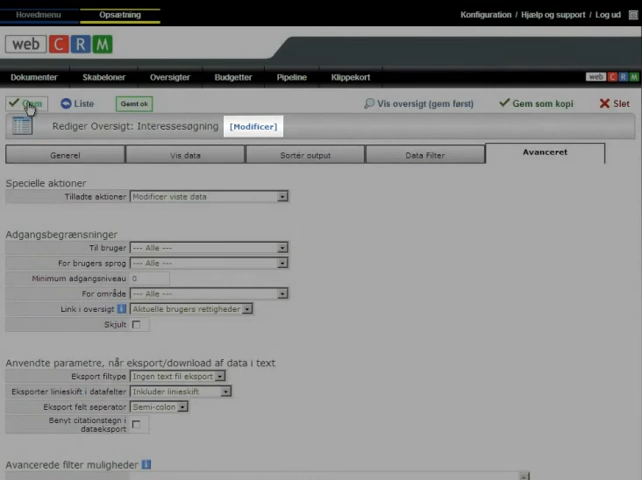 Hovedmenu Opsætning Konfiguration / Hjælp og support / Log ud
web C R M
Dokumenter Skabeloner Oversigter Budgetter Pipeline Klippekort web C R M
Gem Liste Gemt ok Vis oversigt (gem først) Gem som kopi Slet
Rediger Oversigt: Interessesøgning [Modificer]
Generel Vis data Sorter output Data Filter Avanceret
Specielle aktioner
Tilladte aktioner Modificer viste data
Adgangsbegrænsninger
Til bruger --- Alle ---
For brugers sprog --- Alle ---
Minimum adgangsniveau 0
For område --- Alle ---
Link i oversigt i Aktuelle brugers rettigheder
Skjult
Anvendte parametre, når eksport/download af data i text
Eksport filtype Ingen text fil eksport
Eksporter linieskift i datafelter Inkluder linieskift
Eksport felt seperator Semi-colon
Benyt citationstegn i
dataeksport
Avancerede filter muligheder i